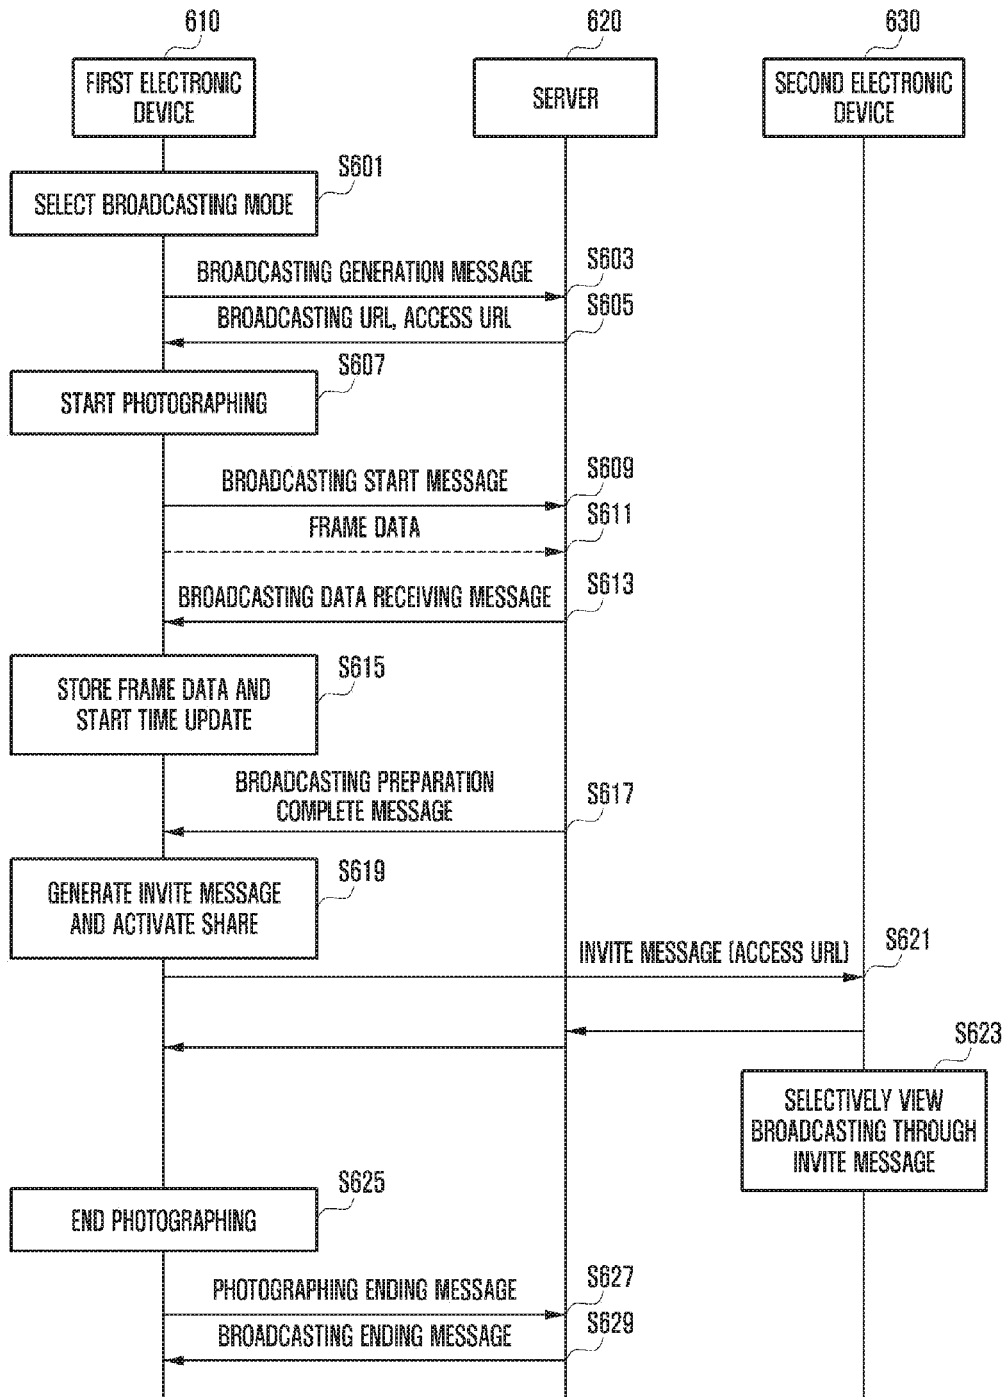 610
620
630
FIRST ELECTRONIC
DEVICE
SERVER
SECOND ELECTRONIC
DEVICE
S601
SELECT BROADCASTING MODE
BROADCASTING GENERATION MESSAGE
S603
BROADCASTING URL, ACCESS URL
S605
S607
START PHOTOGRAPHING
BROADCASTING START MESSAGE
S609
FRAME DATA
S611
BROADCASTING DATA RECEIVING MESSAGE
S613
S615
STORE FRAME DATA AND
START TIME UPDATE
BROADCASTING PREPARATION
COMPLETE MESSAGE
S617
S619
GENERATE INVITE MESSAGE
AND ACTIVATE SHARE
INVITE MESSAGE (ACCESS URL)
S621
S623
SELECTIVELY VIEW
BROADCASTING THROUGH
INVITE MESSAGE
S625
END PHOTOGRAPHING
PHOTOGRAPHING ENDING MESSAGE
S627
BROADCASTING ENDING MESSAGE
S629